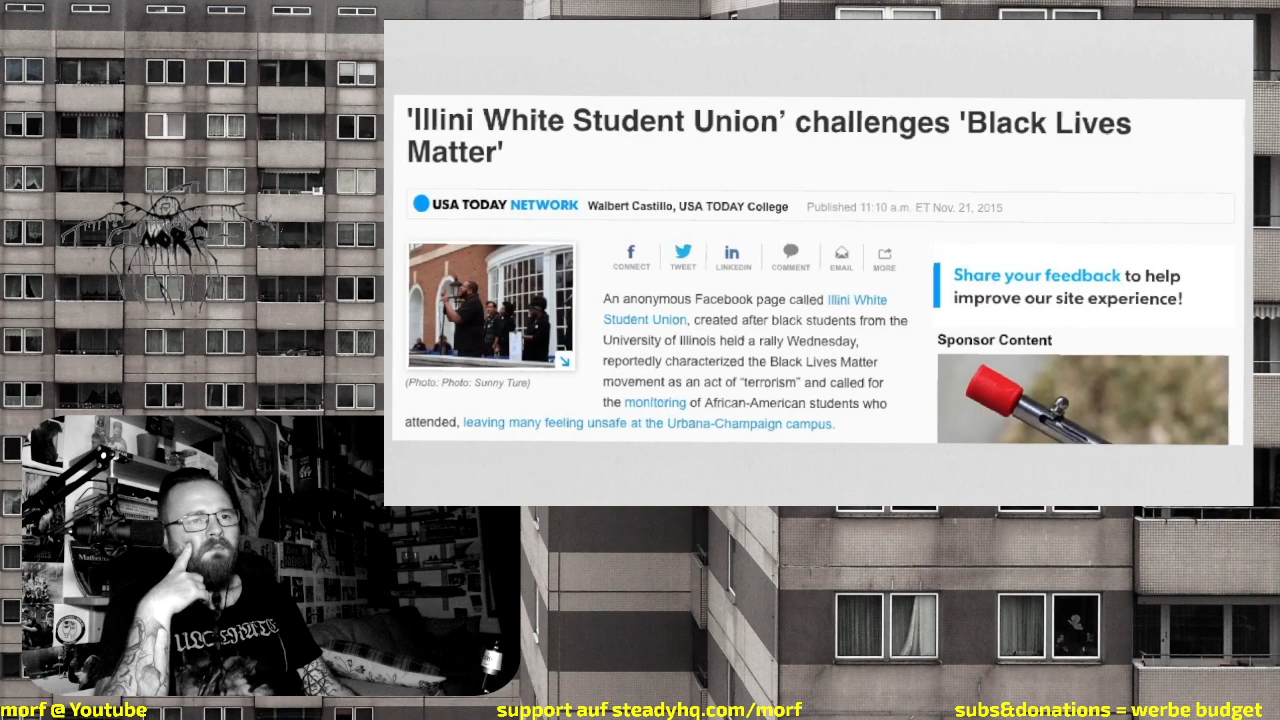 'Illini White Student Union’ challenges 'Black Lives
Matter'
USA TODAY NETWORK Walbert Castillo, USA TODAY College Published 11:10 a.m. ET Nov. 21, 2015
CONNECT TWEET LINKEDIN COMMENT EMAIL MORE
An anonymous Facebook page called Illini White
Student Union, created after black students from the
University of Illinois held a rally Wednesday,
reportedly characterized the Black Lives Matter
movement as an act of “terrorism” and called for
the monitoring of African-American students who
attended, leaving many feeling unsafe at the Urbana-Champaign campus.
(Photo: Photo: Sunny Ture)
Share your feedback to help
improve our site experience!
Sponsor Content
MORF
morf @ Youtube
support auf steadyhq.com/morf
subs&donations = werbe budget